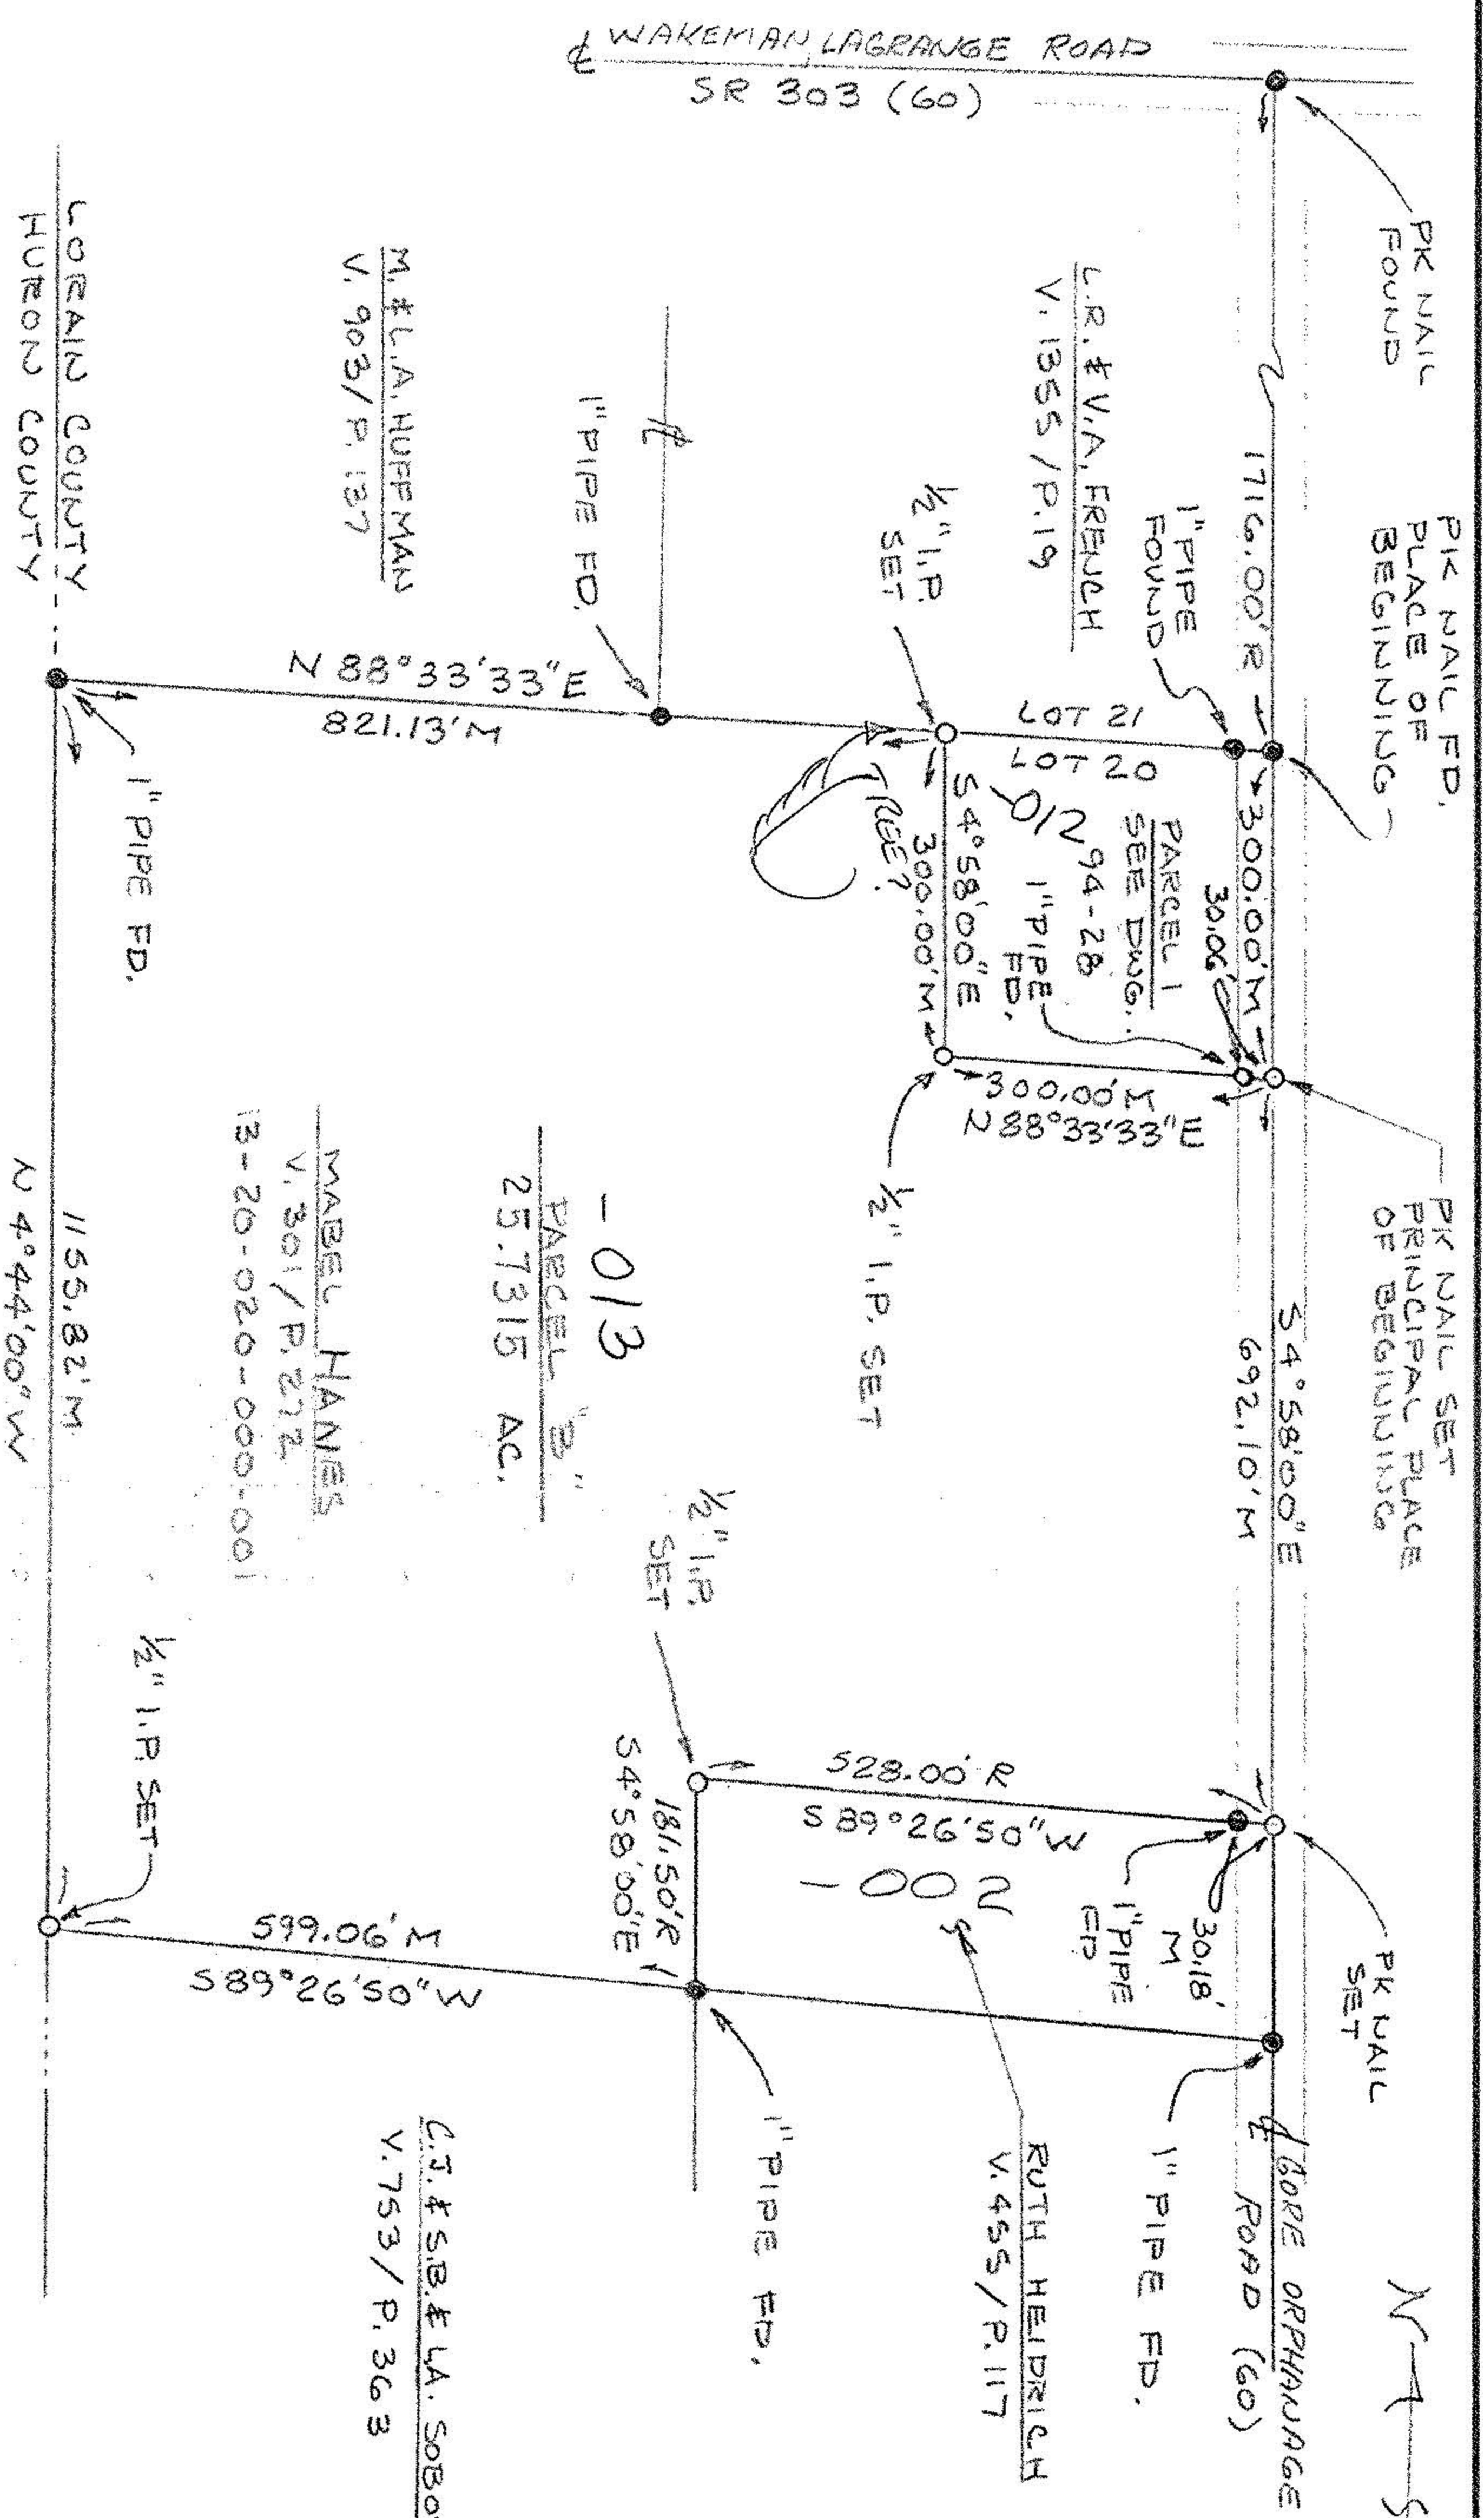 WAKEMAN LAGRANGE ROAD
SR 303 (60)
PK NAIL
FOUND
PK NAIL FD.
PLACE OF
BEGINNING
PK NAIL SET
PRINCIPAL PLACE
OF BEGINNING
PK NAIL
SET
N S
1716.00' R
300.00' M
30.06'
S 4° 58' 00" E
692.10' M
GORE ORPHANAGE
ROAD (60)
1" PIPE
FOUND
L.R. & V.A. FRENCH
V. 1355 / P. 19
½" I.P.
SET
LOT 21
LOT 20
PARCEL 1
SEE DWG.
94-28
-012
1" PIPE
FD.
S 4° 58' 00" E
300.00' M
TREE?
300.00' M
N 88° 33' 33" E
½" I.P. SET
30.18'
M
1" PIPE
FD
1" PIPE FD.
528.00' R
S 89° 26' 50" W
-002
RUTH HEIDRICH
V. 455 / P. 117
1" PIPE FD.
M. & L.A. HUFFMAN
V. 903 / P. 137
N 88° 33' 33" E
821.13' M
1" PIPE FD.
-013
PARCEL "B"
25.7315 AC.
MABEL HANES
V. 301 / P. 272
13-20-020-000-001
½" I.P.
SET
181.50' R
S 4° 58' 00" E
1" PIPE FD.
C.J. & S.B. & L.A. SOBO
V. 753 / P. 363
599.06' M
S 89° 26' 50" W
½" I.P. SET
LORAIN COUNTY
HURON COUNTY
1155.82' M
N 4° 44' 00" W